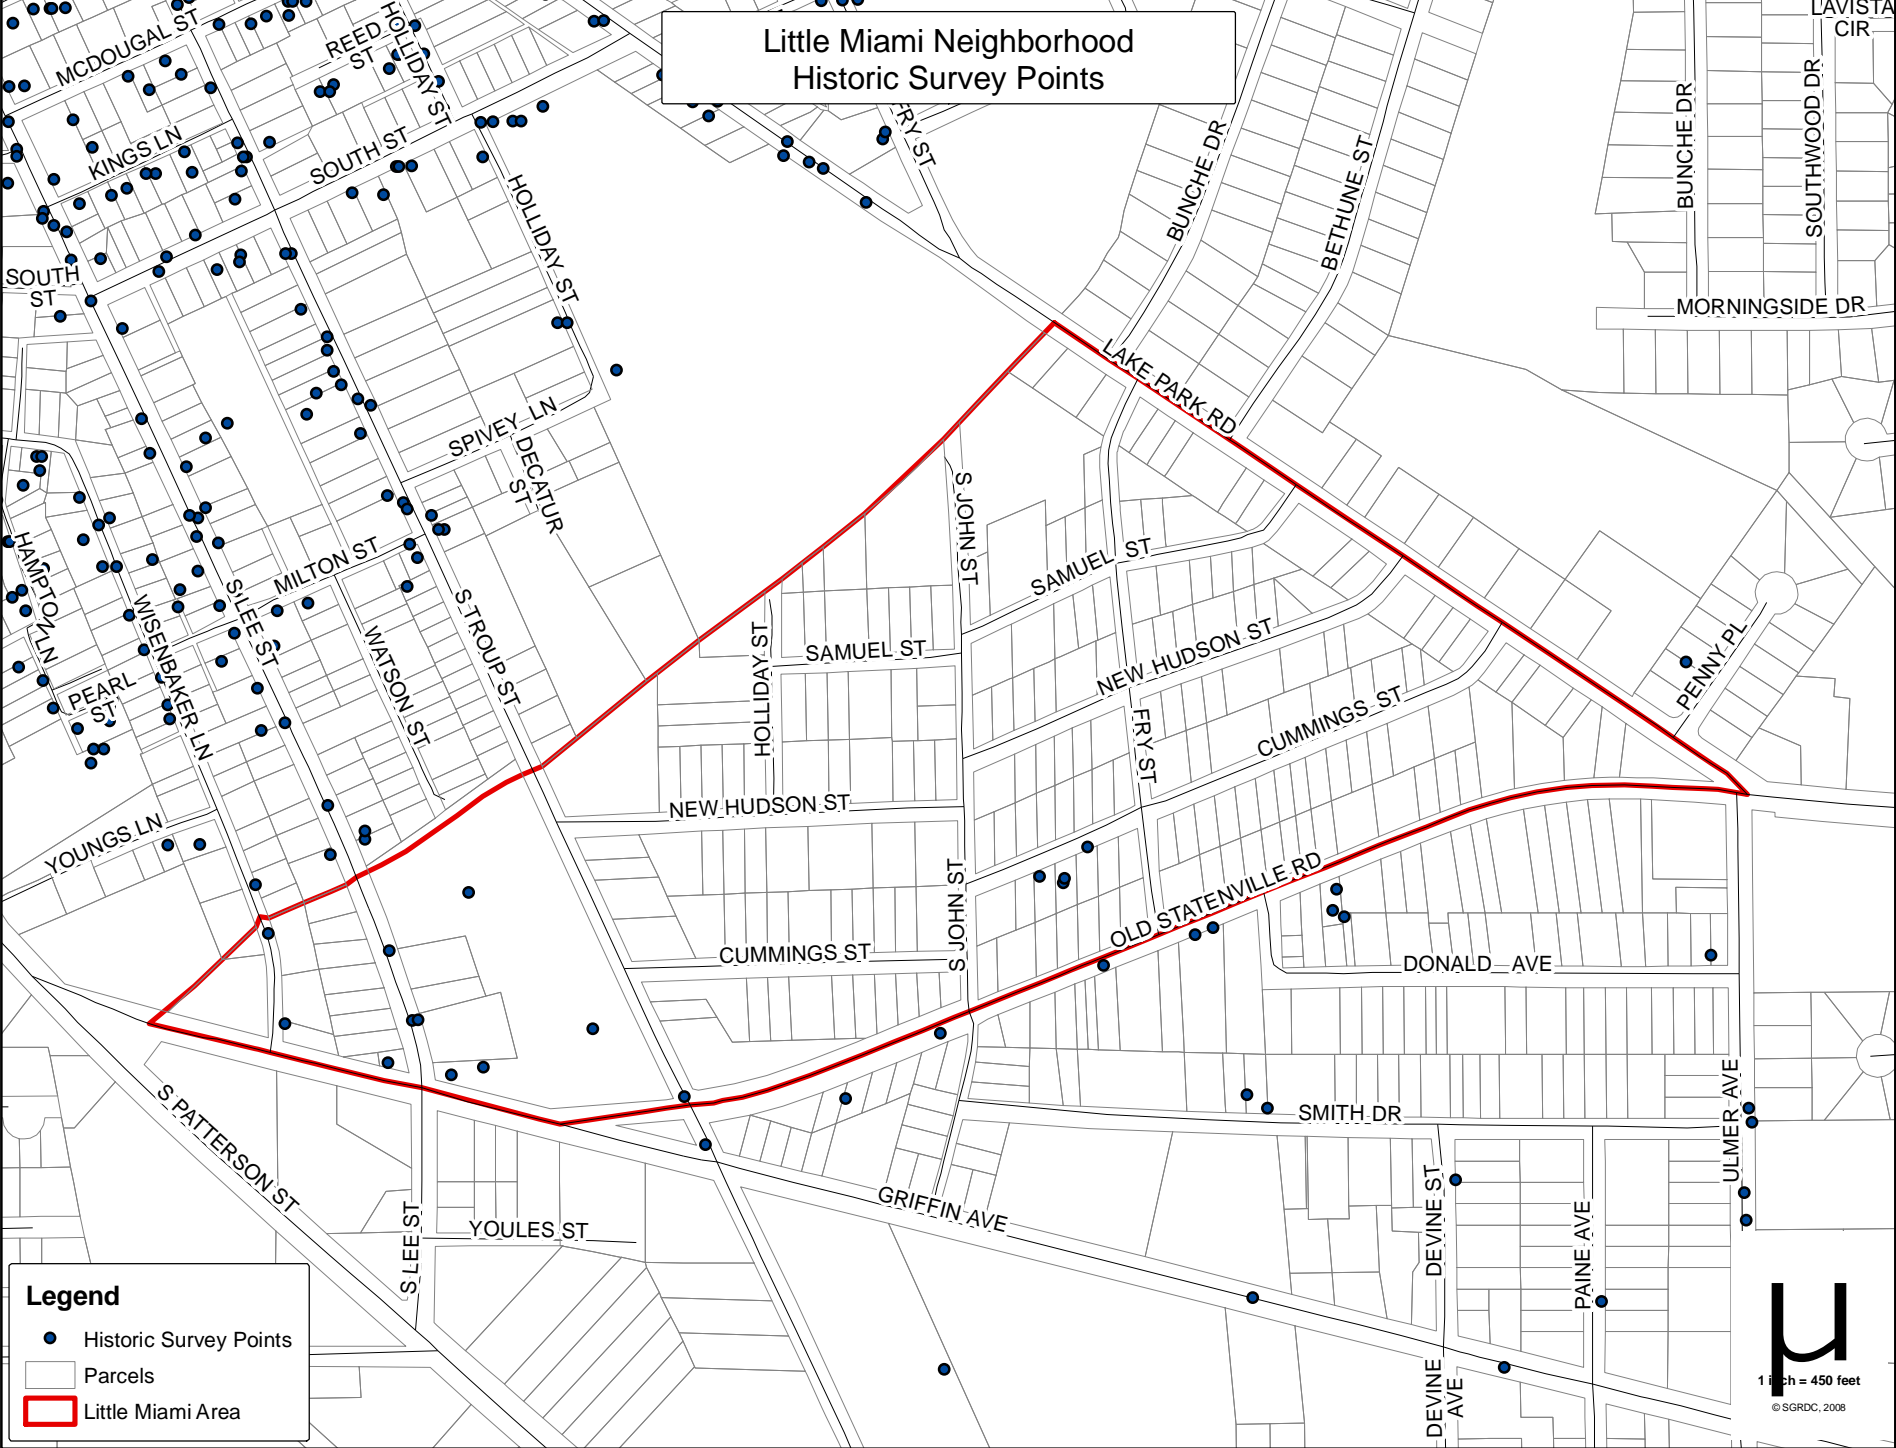 Little Miami Neighborhood
Historic Survey Points
LAVISTA
CIR
MCDOUGAL ST
REED
ST
HOLLIDAY ST
KINGS LN
SOUTH ST
HOLLIDAY ST
FRY ST
BUNCHE DR
BETHUNE ST
BUNCHE DR
SOUTHWOOD DR
SOUTH
ST
MORNINGSIDE DR
LAKE PARK RD
SPIVEY LN
DECATUR
ST
S JOHN ST
SAMUEL ST
HAMPTON LN
MILTON ST
S LEE ST
WISENBAKER LN
WATSON ST
S TROUP ST
PEARL
ST
HOLLIDAY ST
SAMUEL ST
NEW HUDSON ST
PENNY PL
FRY ST
CUMMINGS ST
NEW HUDSON ST
YOUNGS LN
S JOHN ST
OLD STATENVILLE RD
CUMMINGS ST
DONALD AVE
S PATTERSON ST
SMITH DR
ULMER AVE
GRIFFIN AVE
S LEE ST
YOULES ST
DEVINE ST
PAINE AVE
DEVINE
AVE
Legend
Historic Survey Points
Parcels
Little Miami Area
µ
1 inch = 450 feet
© SGRDC, 2008